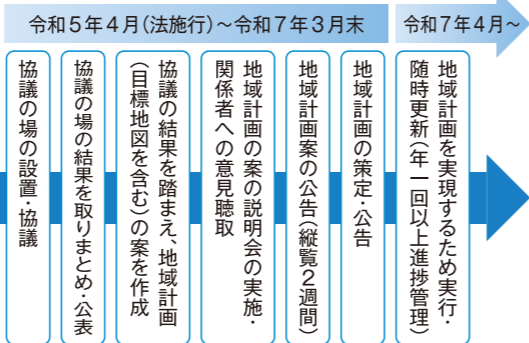 令和５年４月（法施行）～令和７年３月末
令和７年４月～
協議の場の設置・協議
協議の場の結果を取りまとめ・公表
協議の結果を踏まえ、地域計画
（目標地図を含む）の案を作成
地域計画の案の説明会の実施・
関係者への意見聴取
地域計画案の公告（縦覧２週間）
地域計画の策定・公告
地域計画を実現するため実行・
随時更新（年一回以上進捗管理）